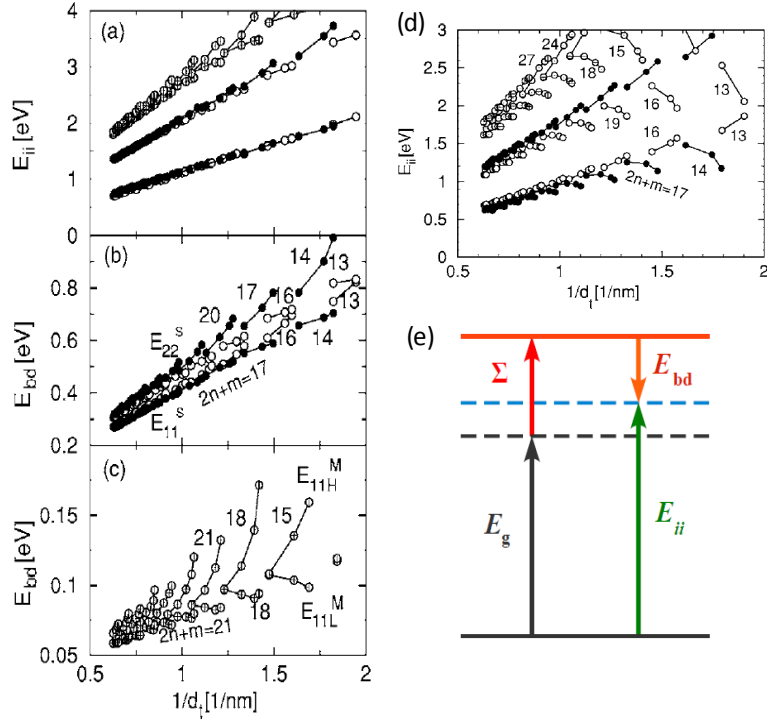 (a)
E_ii [eV]
4
3
2
1
0
(b)
E_bd [eV]
0.8
0.6
0.4
0.2
E_22^S
E_11^S
20
17
16
14
13
13
16
14
2n+m=17
(c)
E_bd [eV]
0.15
0.1
0.05
21
18
15
E_11H^M
E_11L^M
18
2n+m=21
0.5
1
1.5
2
1/d_t [1/nm]
(d)
E_ii [eV]
3
2.5
2
1.5
1
0.5
0
27
24
18
15
19
16
13
16
13
14
2n+m=17
0.5
1
1.5
2
1/d_t[1/nm]
(e)
Σ
E_bd
E_g
E_ii